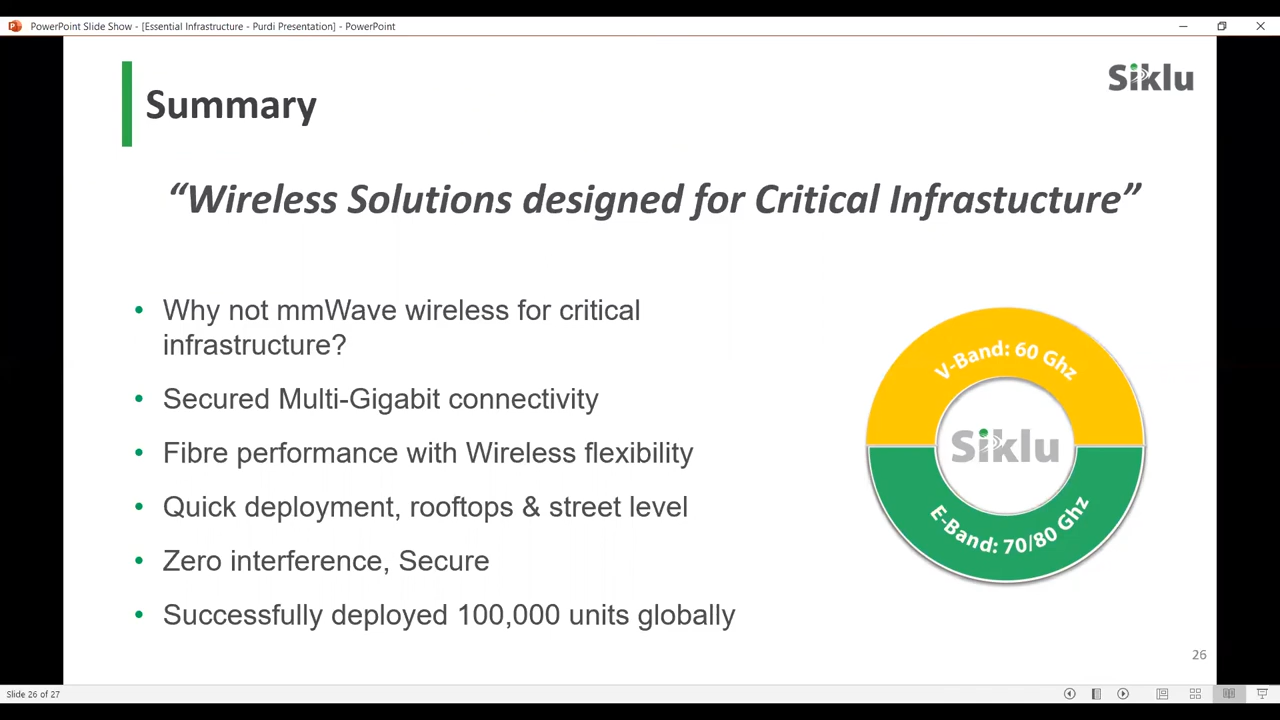 PowerPoint Slide Show - [Essential Infrastructure - Purdi Presentation] - PowerPoint
Siklu
Summary
“Wireless Solutions designed for Critical Infrastucture”
• Why not mmWave wireless for critical
infrastructure?
• Secured Multi-Gigabit connectivity
• Fibre performance with Wireless flexibility
• Quick deployment, rooftops & street level
• Zero interference, Secure
• Successfully deployed 100,000 units globally
V-Band: 60 Ghz
Siklu
E-Band: 70/80 Ghz
26
Slide 26 of 27